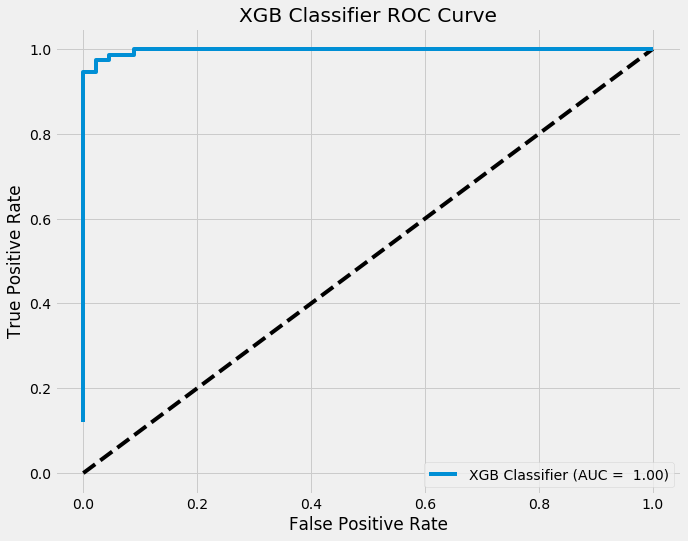 XGB Classifier ROC Curve
1.0
0.8
0.6
0.4
0.2
0.0
True Positive Rate
0.0 0.2 0.4 0.6 0.8 1.0
False Positive Rate
XGB Classifier (AUC =  1.00)